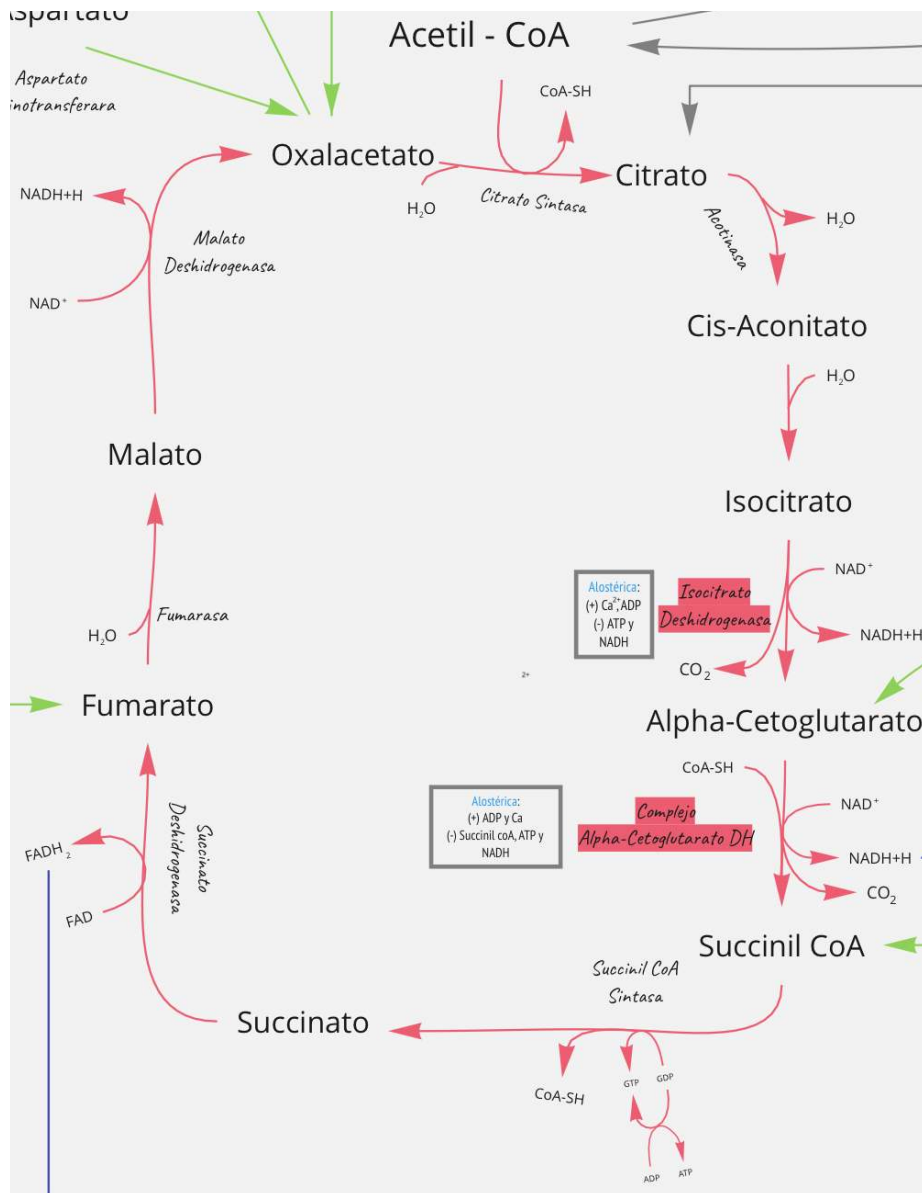 Aspartato
Acetil - CoA
Aspartato
inotransferara
CoA-SH
Oxalacetato
Citrato
H₂O
Citrato Sintasa
Acotinasa
H₂O
NADH+H
Malato
Deshidrogenasa
NAD⁺
Cis-Aconitato
H₂O
Malato
Isocitrato
Alostérica:
(+) Ca²⁺, ADP
(-) ATP y
NADH
Isocitrato
Deshidrogenasa
NAD⁺
NADH+H
CO₂
H₂O
Fumarasa
2+
Fumarato
Alpha-Cetoglutarato
CoA-SH
Alostérica:
(+) ADP y Ca
(-) Succinil coA, ATP y
NADH
Complejo
Alpha-Cetoglutarato DH
NAD⁺
NADH+H
CO₂
Succinato
Deshidrogenasa
FADH₂
FAD
Succinil CoA
Succinil CoA
Sintasa
Succinato
CoA-SH
GTP
GDP
ADP
ATP